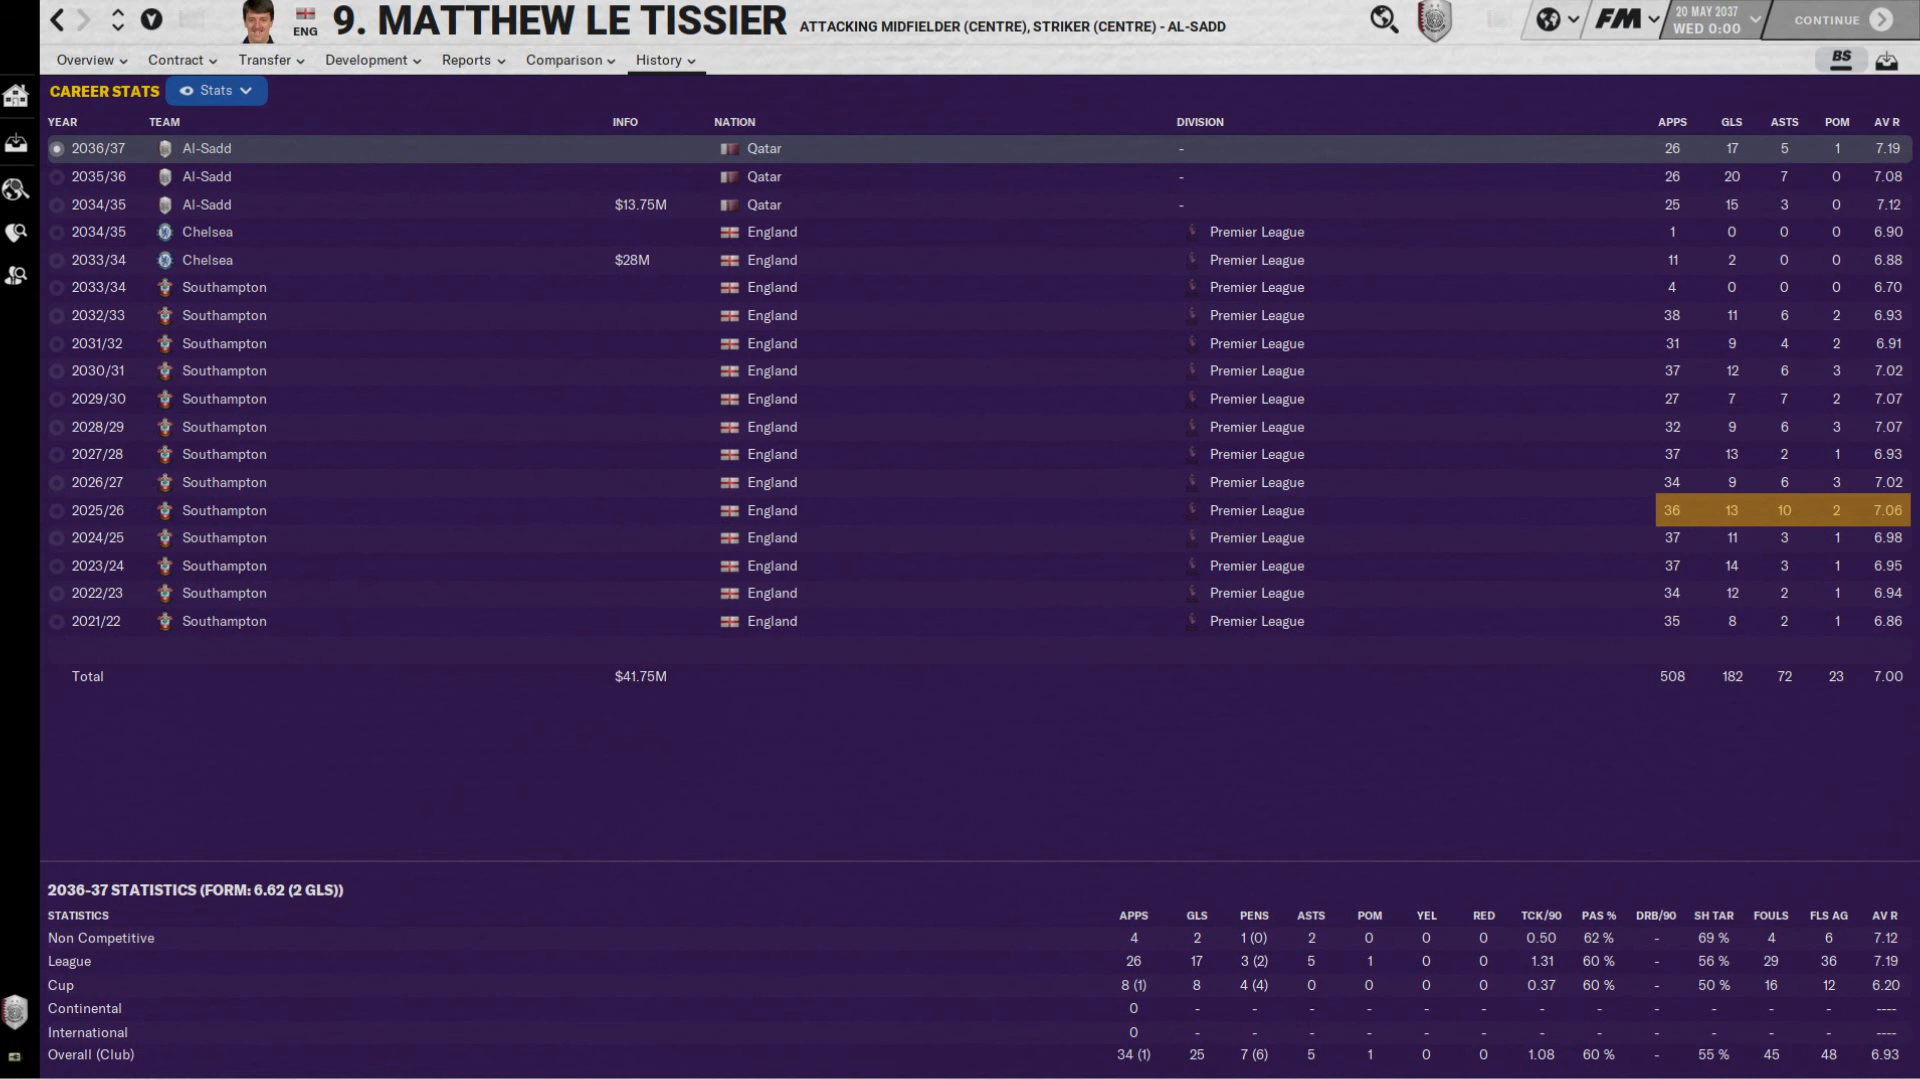 ENG
9. MATTHEW LE TISSIER ATTACKING MIDFIELDER (CENTRE), STRIKER (CENTRE) - AL-SADD
FM
20 MAY 2037
WED 0:00
CONTINUE
Overview Contract Transfer Development Reports Comparison History
BS
CAREER STATS Stats
YEAR TEAM INFO NATION DIVISION APPS GLS ASTS POM AV R
2036/37 Al-Sadd Qatar - 26 17 5 1 7.19
2035/36 Al-Sadd Qatar - 26 20 7 0 7.08
2034/35 Al-Sadd $13.75M Qatar - 25 15 3 0 7.12
2034/35 Chelsea England Premier League 1 0 0 0 6.90
2033/34 Chelsea $28M England Premier League 11 2 0 0 6.88
2033/34 Southampton England Premier League 4 0 0 0 6.70
2032/33 Southampton England Premier League 38 11 6 2 6.93
2031/32 Southampton England Premier League 31 9 4 2 6.91
2030/31 Southampton England Premier League 37 12 6 3 7.02
2029/30 Southampton England Premier League 27 7 7 2 7.07
2028/29 Southampton England Premier League 32 9 6 3 7.07
2027/28 Southampton England Premier League 37 13 2 1 6.93
2026/27 Southampton England Premier League 34 9 6 3 7.02
2025/26 Southampton England Premier League 36 13 10 2 7.06
2024/25 Southampton England Premier League 37 11 3 1 6.98
2023/24 Southampton England Premier League 37 14 3 1 6.95
2022/23 Southampton England Premier League 34 12 2 1 6.94
2021/22 Southampton England Premier League 35 8 2 1 6.86
Total $41.75M 508 182 72 23 7.00
2036-37 STATISTICS (FORM: 6.62 (2 GLS))
STATISTICS APPS GLS PENS ASTS POM YEL RED TCK/90 PAS % DRB/90 SH TAR FOULS FLS AG AV R
Non Competitive 4 2 1 (0) 2 0 0 0 0.50 62 % - 69 % 4 6 7.12
League 26 17 3 (2) 5 1 0 0 1.31 60 % - 56 % 29 36 7.19
Cup 8 (1) 8 4 (4) 0 0 0 0 0.37 60 % - 50 % 16 12 6.20
Continental 0 - - - - - - - - - - - - ----
International 0 - - - - - - - - - - - - ----
Overall (Club) 34 (1) 25 7 (6) 5 1 0 0 1.08 60 % - 55 % 45 48 6.93